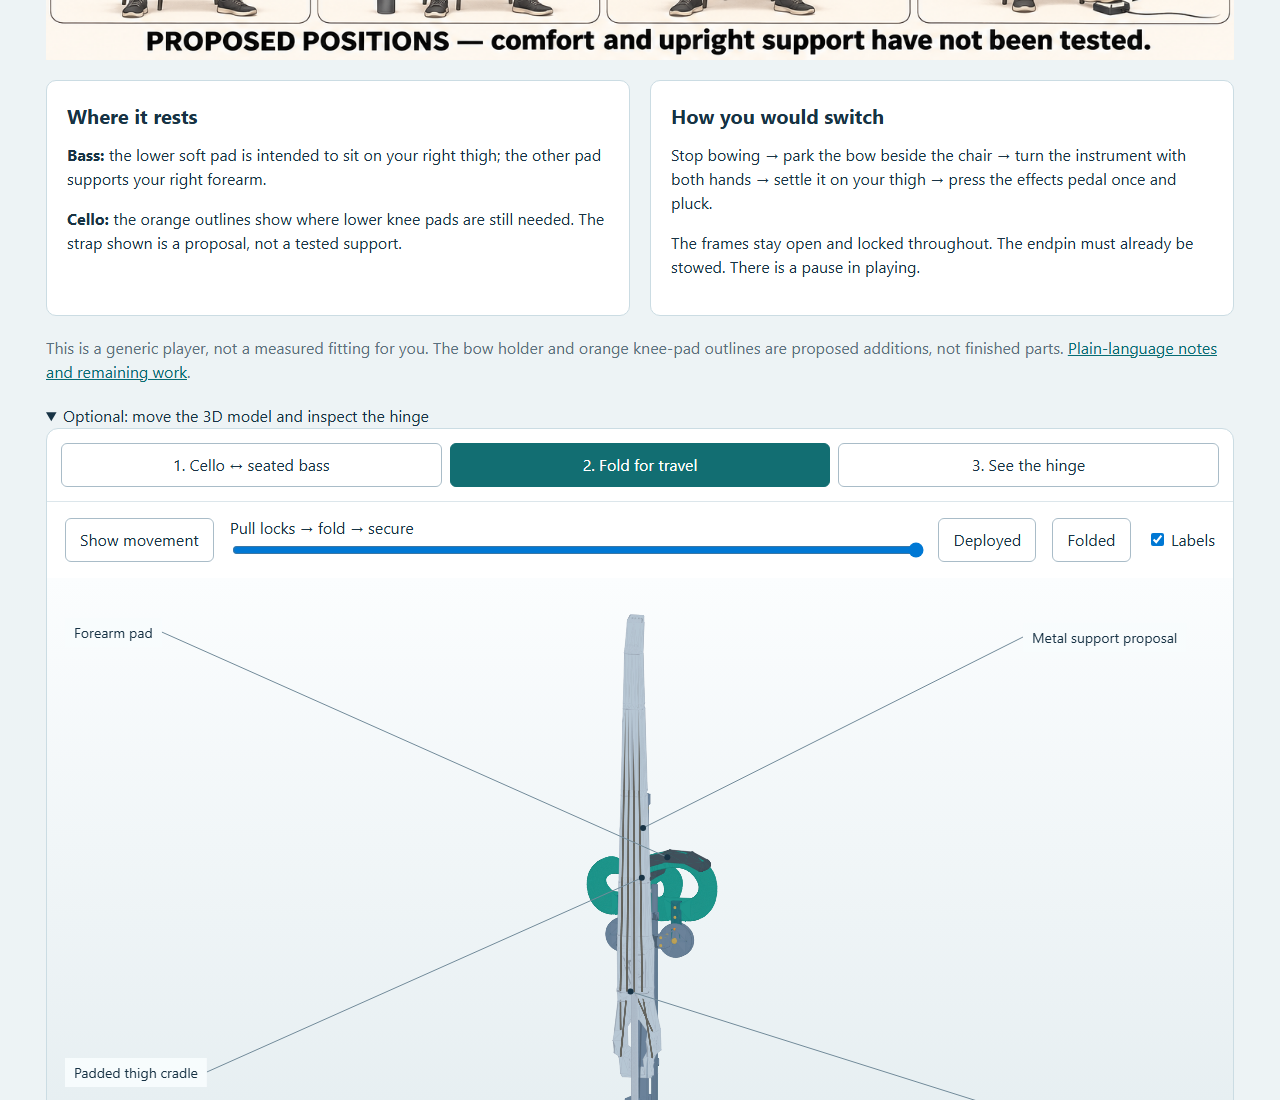 PROPOSED POSITIONS — comfort and upright support have not been tested.
Where it rests
Bass: the lower soft pad is intended to sit on your right thigh; the other pad
supports your right forearm.
Cello: the orange outlines show where lower knee pads are still needed. The
strap shown is a proposal, not a tested support.
How you would switch
Stop bowing → park the bow beside the chair → turn the instrument with
both hands → settle it on your thigh → press the effects pedal once and
pluck.
The frames stay open and locked throughout. The endpin must already be
stowed. There is a pause in playing.
This is a generic player, not a measured fitting for you. The bow holder and orange knee-pad outlines are proposed additions, not finished parts. Plain-language notes
and remaining work.
▼ Optional: move the 3D model and inspect the hinge
1. Cello ↔ seated bass
2. Fold for travel
3. See the hinge
Show movement
Pull locks → fold → secure
Deployed
Folded
Labels
Forearm pad
Metal support proposal
Padded thigh cradle